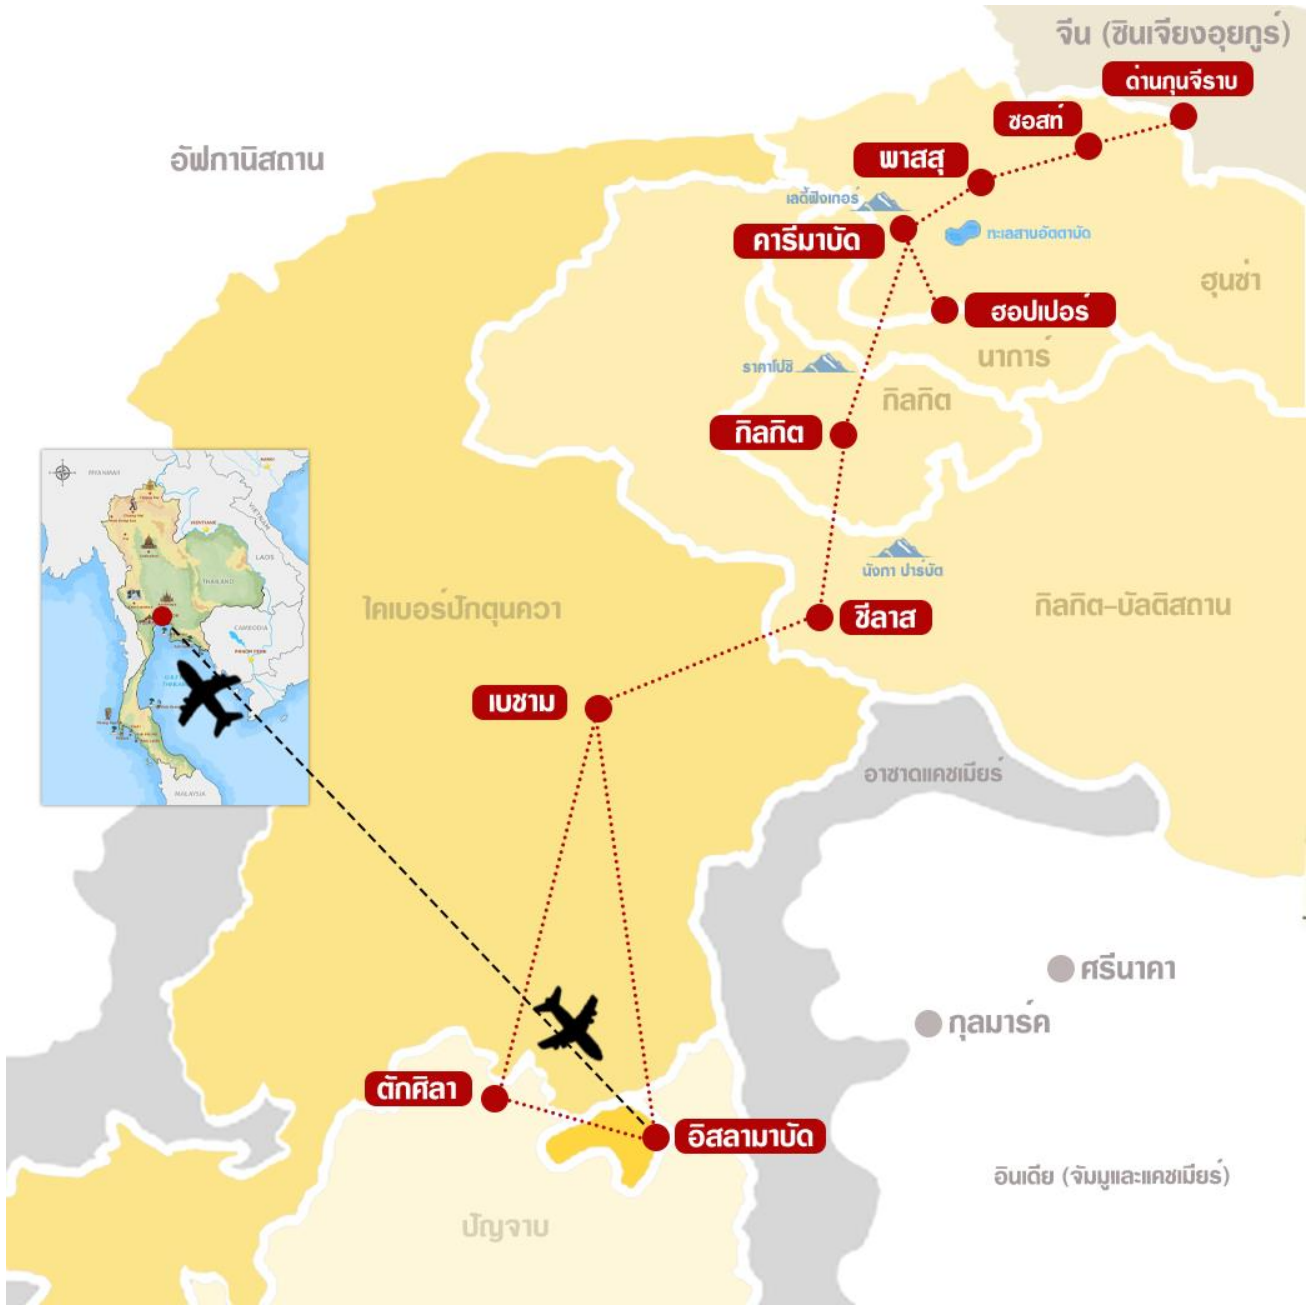 จีน (ซินเจียงอุยกูร์)
ด่านกุนจีราบ
ซอสท์
อัฟกานิสถาน
พาสสุ
เลดี้ฟิงเกอร์
คารีมาบัด
ทะเลสาบอัตตาบัด
ฮุนซ่า
ฮอปเปอร์
นาการ์
ราคาโปชิ
กิลกิต
กิลกิต
MYANMAR
VIETNAM
LAOS
THAILAND
CAMBODIA
MALAYSIA
นังกา ปาร์บัต
ไคเบอร์ปักตุนควา
ชีลาส
กิลกิต-บัลติสถาน
เบชาม
อาซาดแคชเมียร์
ศรีนาคา
กุลมาร์ค
ตักศิลา
อิสลามาบัด
อินเดีย (จัมมูและแคชเมียร์)
ปัญจาบ